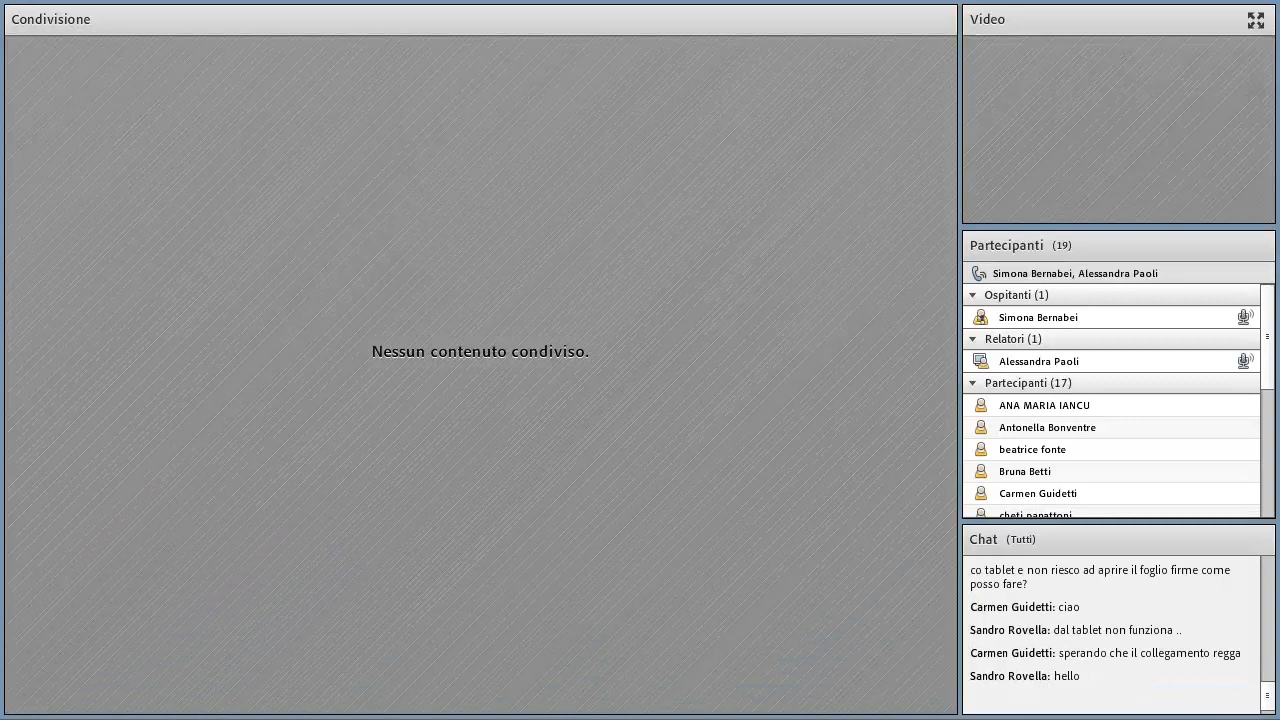 Condivisione
Nessun contenuto condiviso.
Video
Partecipanti (19)
Simona Bernabei, Alessandra Paoli
Ospitanti (1)
Simona Bernabei
Relatori (1)
Alessandra Paoli
Partecipanti (17)
ANA MARIA IANCU
Antonella Bonventre
beatrice fonte
Bruna Betti
Carmen Guidetti
cheti panattoni
Chat (Tutti)
co tablet e non riesco ad aprire il foglio firme come
posso fare?
Carmen Guidetti: ciao
Sandro Rovella: dal tablet non funziona ..
Carmen Guidetti: sperando che il collegamento regga
Sandro Rovella: hello